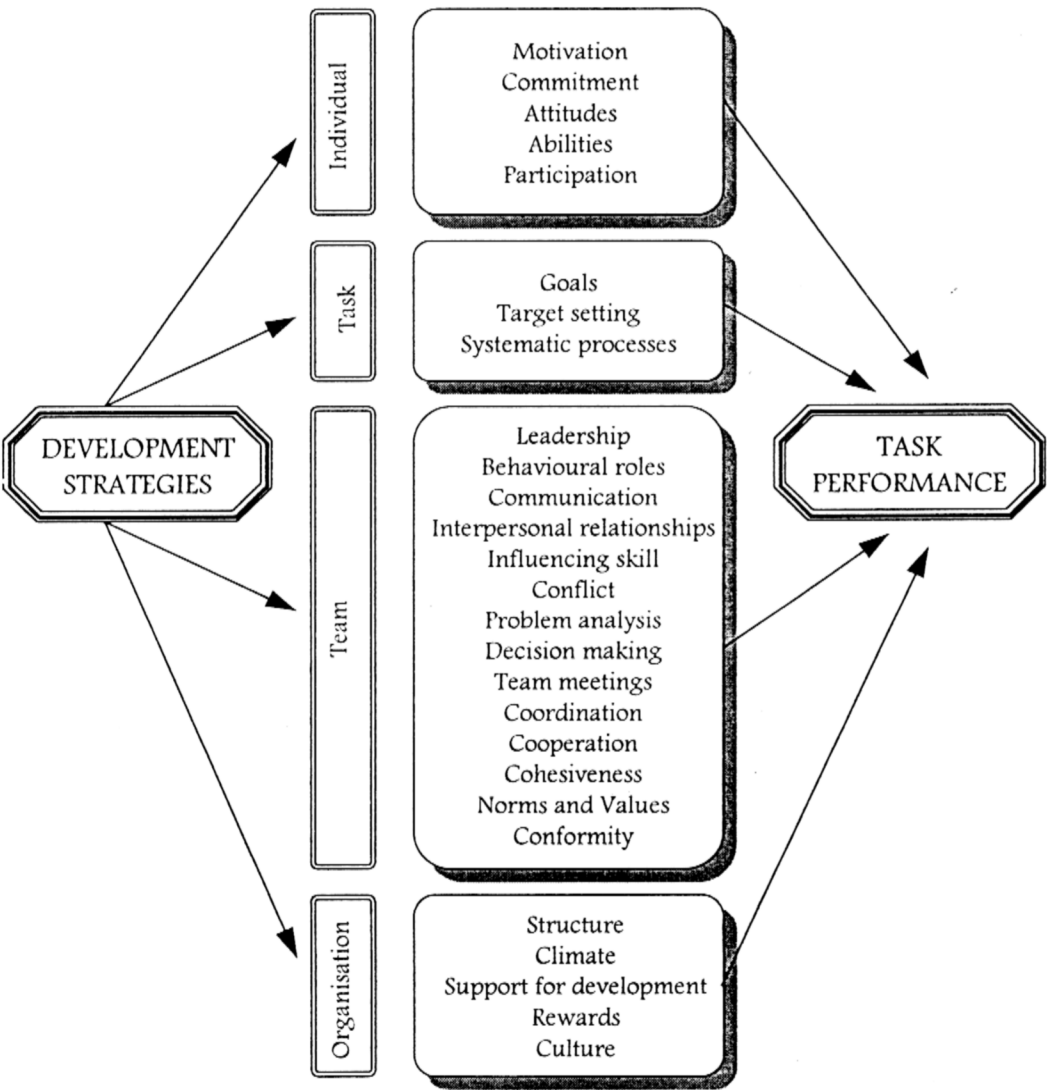 Individual
Motivation
Commitment
Attitudes
Abilities
Participation
Task
Goals
Target setting
Systematic processes
DEVELOPMENT
STRATEGIES
Team
Leadership
Behavioural roles
Communication
Interpersonal relationships
Influencing skill
Conflict
Problem analysis
Decision making
Team meetings
Coordination
Cooperation
Cohesiveness
Norms and Values
Conformity
TASK
PERFORMANCE
Organisation
Structure
Climate
Support for development
Rewards
Culture